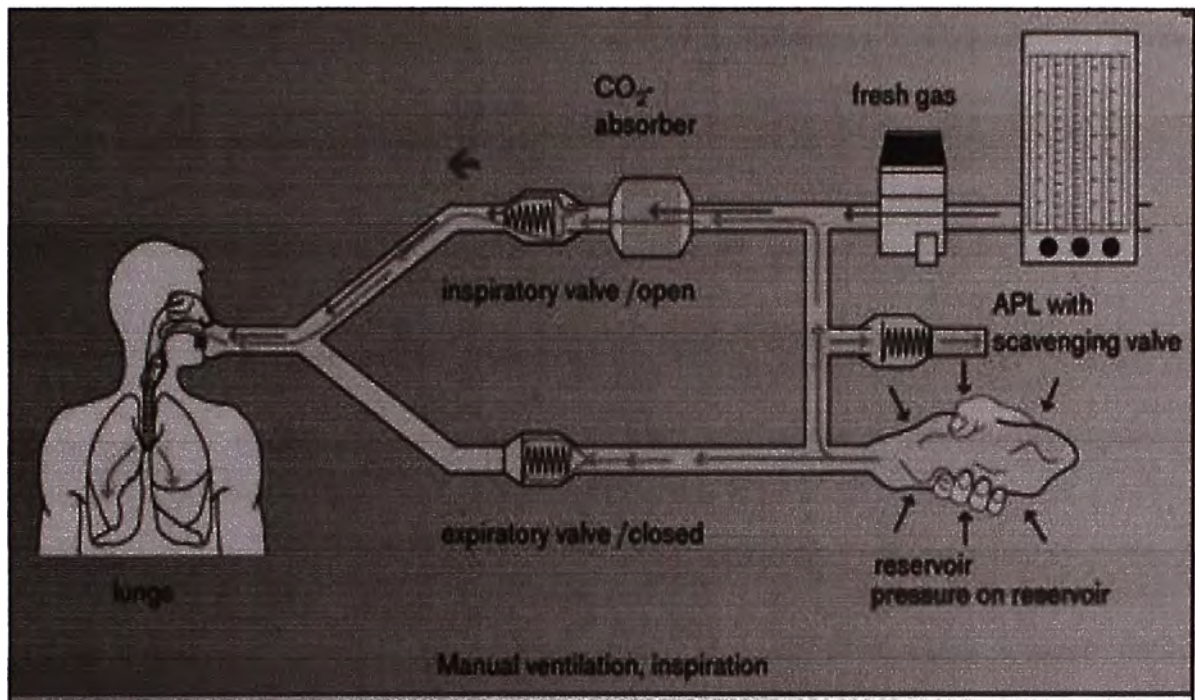 CO₂-
absorber
fresh gas
inspiratory valve /open
APL with
scavenging valve
expiratory valve /closed
reservoir
pressure on reservoir
lungs
Manual ventilation, inspiration